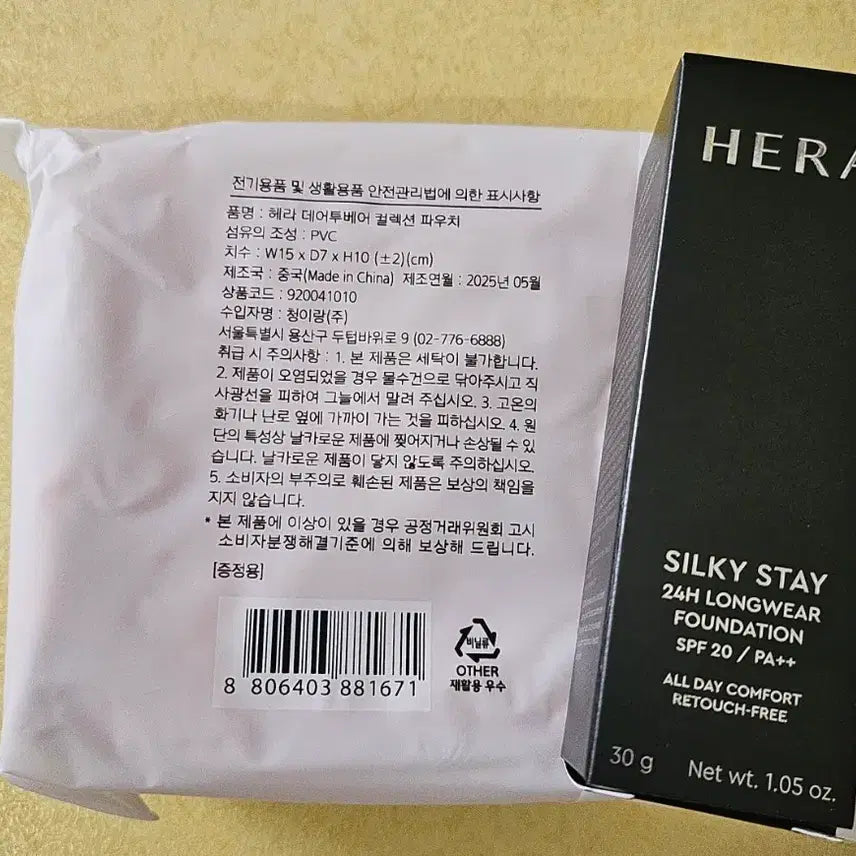 전기용품 및 생활용품 안전관리법에 의한 표시사항
품명 : 헤라 데어투베어 컬렉션 파우치
섬유의 조성 : PVC
치수 : W15 x D7 x H10 (±2)(cm)
제조국 : 중국(Made in China) 제조연월 : 2025년 05월
상품코드 : 920041010
수입자명 : 청이랑(주)
서울특별시 용산구 두텁바위로 9 (02-776-6888)
취급 시 주의사항 : 1. 본 제품은 세탁이 불가합니다.
2. 제품이 오염되었을 경우 물수건으로 닦아주시고 직
사광선을 피하여 그늘에서 말려 주십시오. 3. 고온의
화기나 난로 옆에 가까이 가는 것을 피하십시오. 4. 원
단의 특성상 날카로운 제품에 찢어지거나 손상될 수 있
습니다. 날카로운 제품이 닿지 않도록 주의하십시오.
5. 소비자의 부주의로 훼손된 제품은 보상의 책임을
지지 않습니다.
* 본 제품에 이상이 있을 경우 공정거래위원회 고시
소비자분쟁해결기준에 의해 보상해 드립니다.
[증정용]
8 806403 881671
비닐류
OTHER
재활용 우수
HERA
SILKY STAY
24H LONGWEAR
FOUNDATION
SPF 20 / PA++
ALL DAY COMFORT
RETOUCH-FREE
30 g Net wt. 1.05 oz.